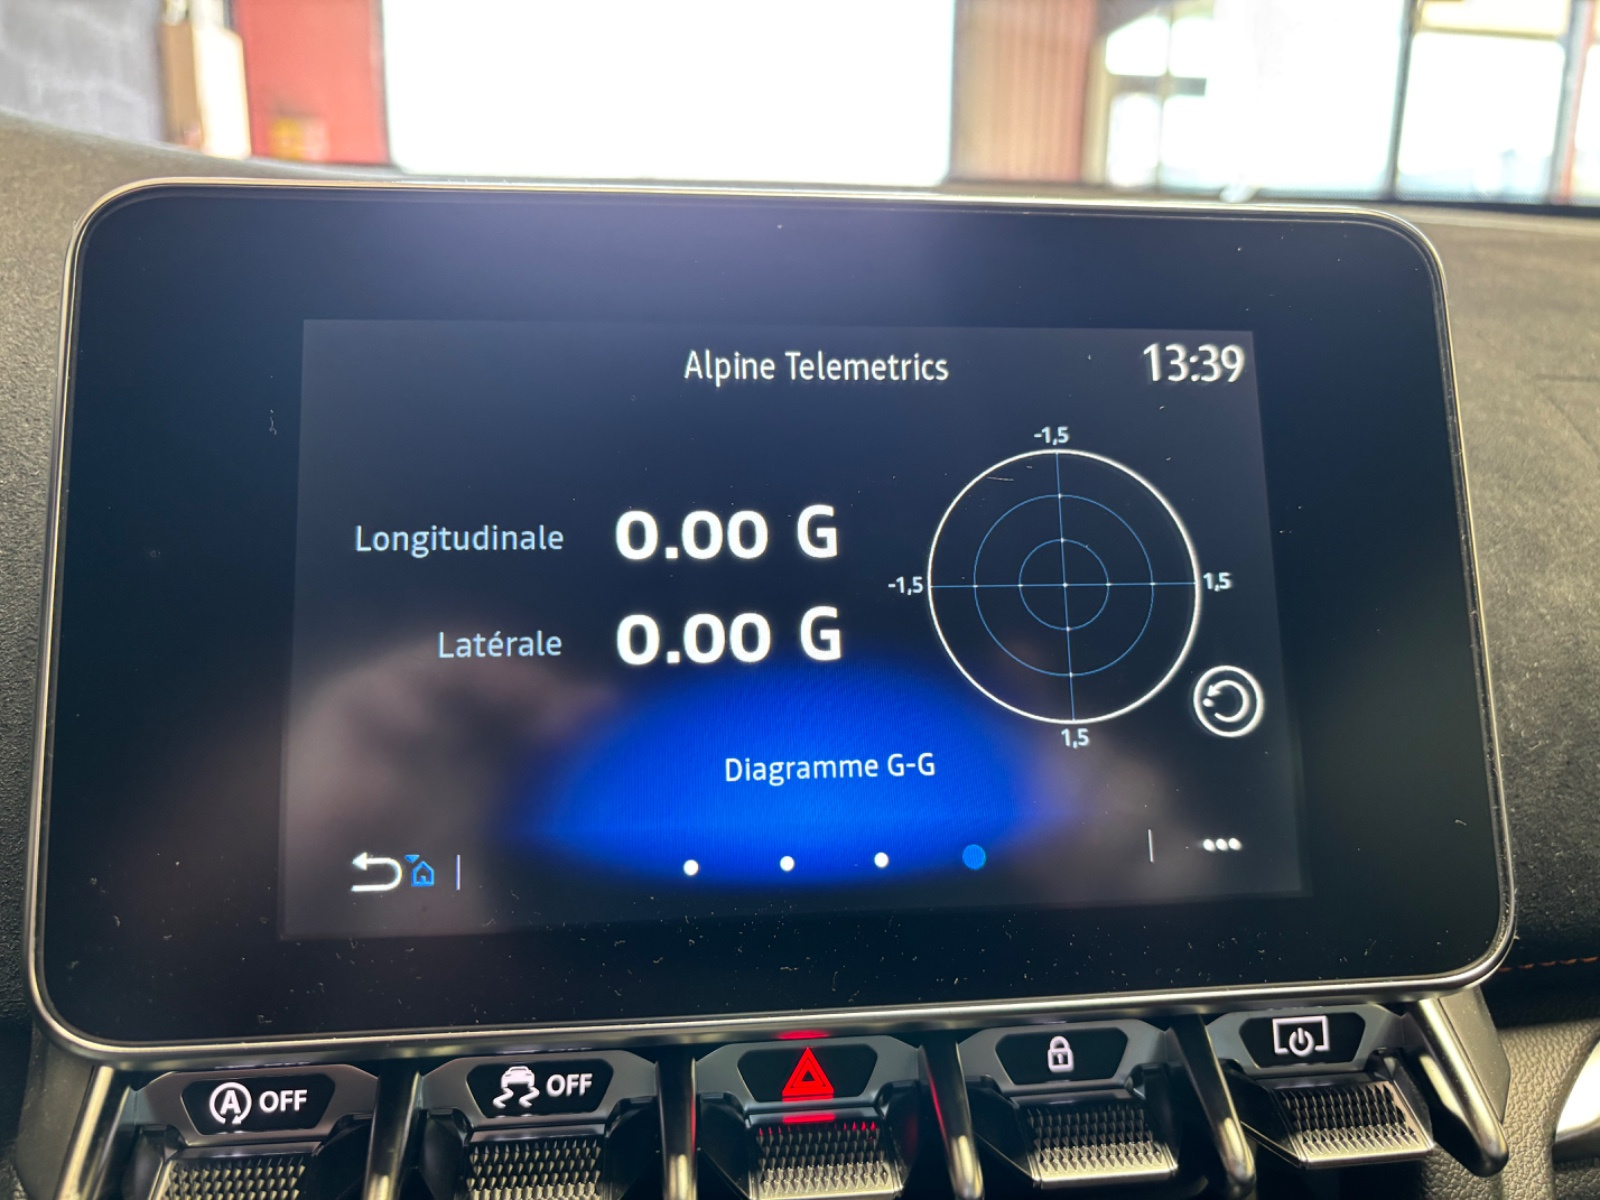 Alpine Telemetrics
13:39
-1,5
Longitudinale 0.00 G
-1,5
1,5
Latérale 0.00 G
1,5
Diagramme G-G
A OFF
OFF